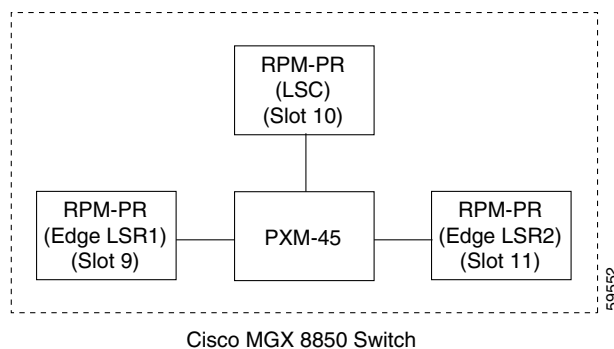 RPM-PR
(LSC)
(Slot 10)
RPM-PR
(Edge LSR1)
(Slot 9)
PXM-45
RPM-PR
(Edge LSR2)
(Slot 11)
59552
Cisco MGX 8850 Switch